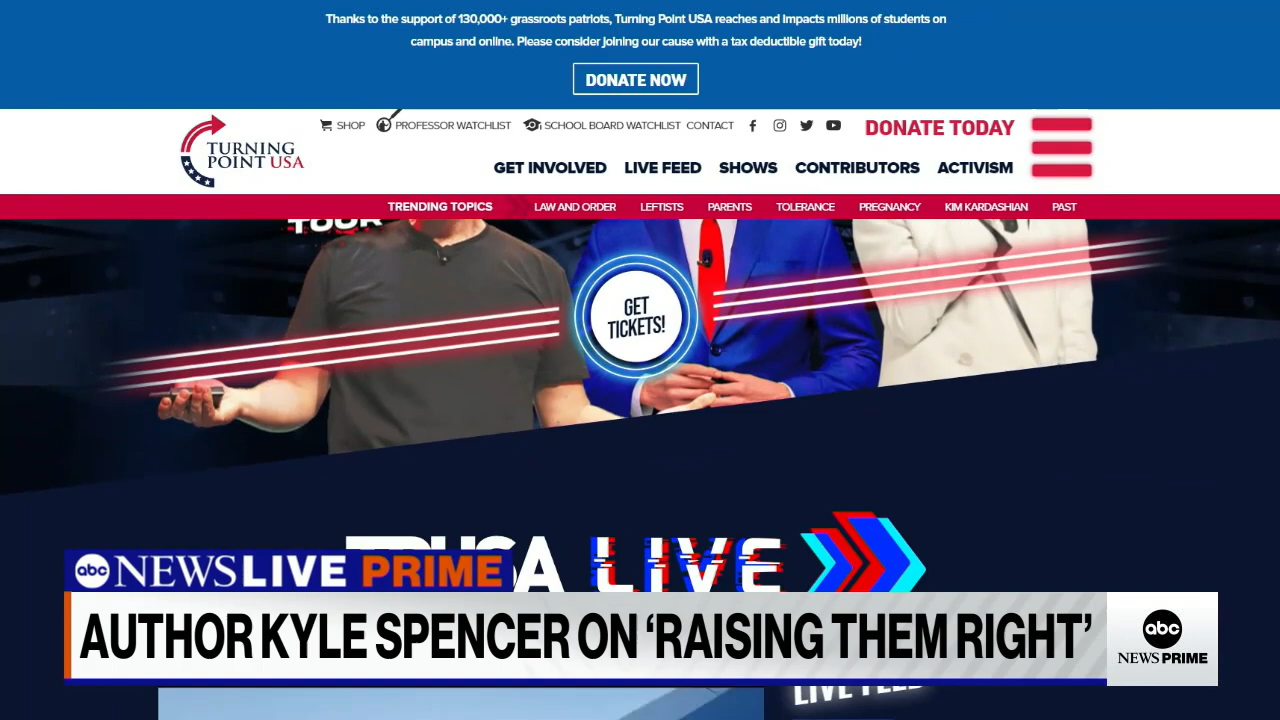 Thanks to the support of 130,000+ grassroots patriots, Turning Point USA reaches and impacts millions of students on
campus and online. Please consider joining our cause with a tax deductible gift today!
DONATE NOW
TURNING
POINT USA
SHOP PROFESSOR WATCHLIST SCHOOL BOARD WATCHLIST CONTACT
DONATE TODAY
GET INVOLVED LIVE FEED SHOWS CONTRIBUTORS ACTIVISM
TRENDING TOPICS LAW AND ORDER LEFTISTS PARENTS TOLERANCE PREGNANCY KIM KARDASHIAN PAST
TOUR
GET
TICKETS!
TPUSA LIVE
abc NEWS LIVE PRIME
AUTHOR KYLE SPENCER ON ‘RAISING THEM RIGHT’
abc
NEWS PRIME
LIVE FEED